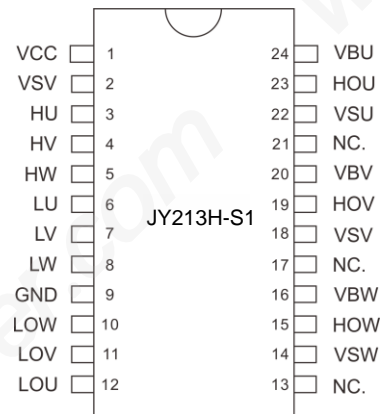 VCC 1 24 VBU
VSV 2 23 HOU
HU 3 22 VSU
HV 4 21 NC.
HW 5 20 VBV
LU 6 19 HOV
JY213H-S1
LV 7 18 VSV
LW 8 17 NC.
GND 9 16 VBW
LOW 10 15 HOW
LOV 11 14 VSW
LOU 12 13 NC.